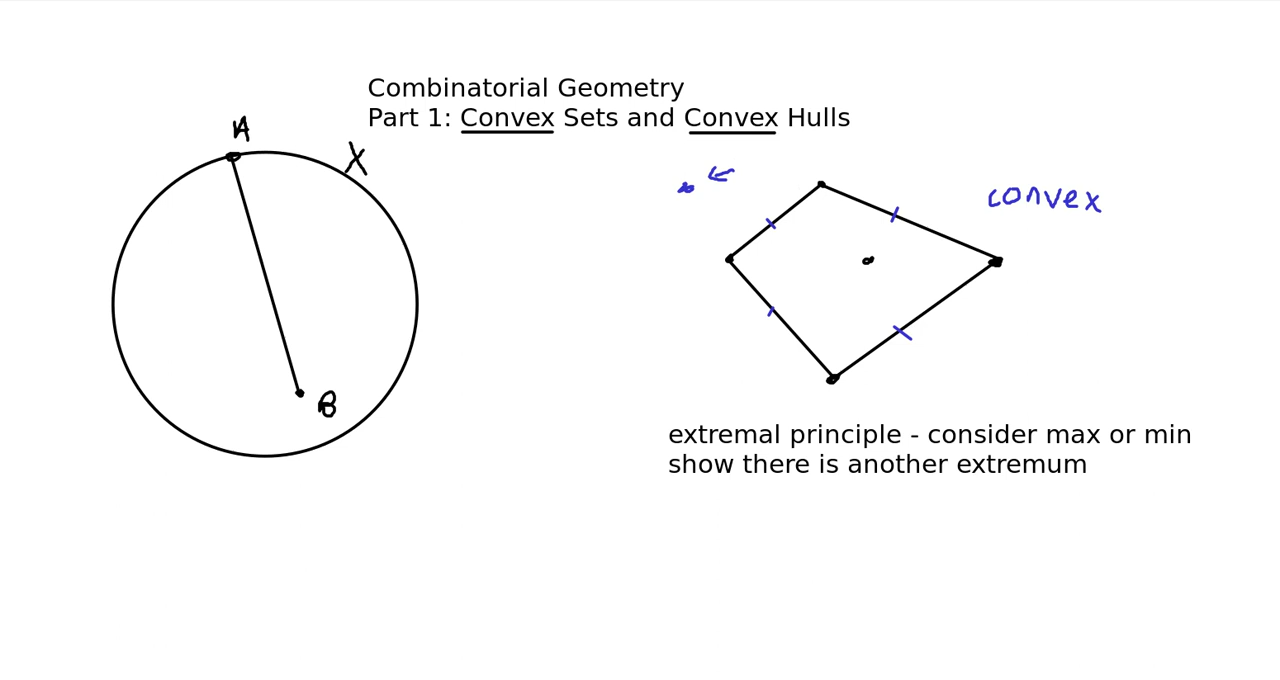 Combinatorial Geometry
Part 1: Convex Sets and Convex Hulls
A
X
convex
B
extremal principle - consider max or min
show there is another extremum